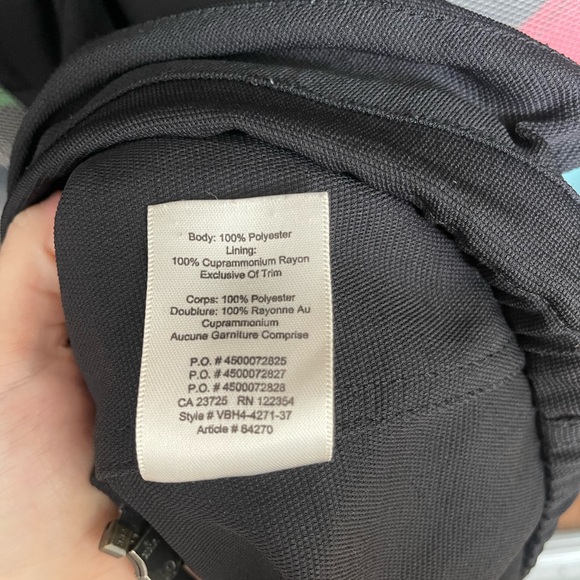 Body: 100% Polyester
Lining:
100% Cuprammonium Rayon
Exclusive Of Trim
Corps: 100% Polyester
Doublure: 100% Rayonne Au
Cuprammonium
Aucune Garniture Comprise
P.O. # 4500072825
P.O. # 4500072827
P.O. # 4500072828
CA 23725 RN 122354
Style # VBH4-4271-37
Article # 84270